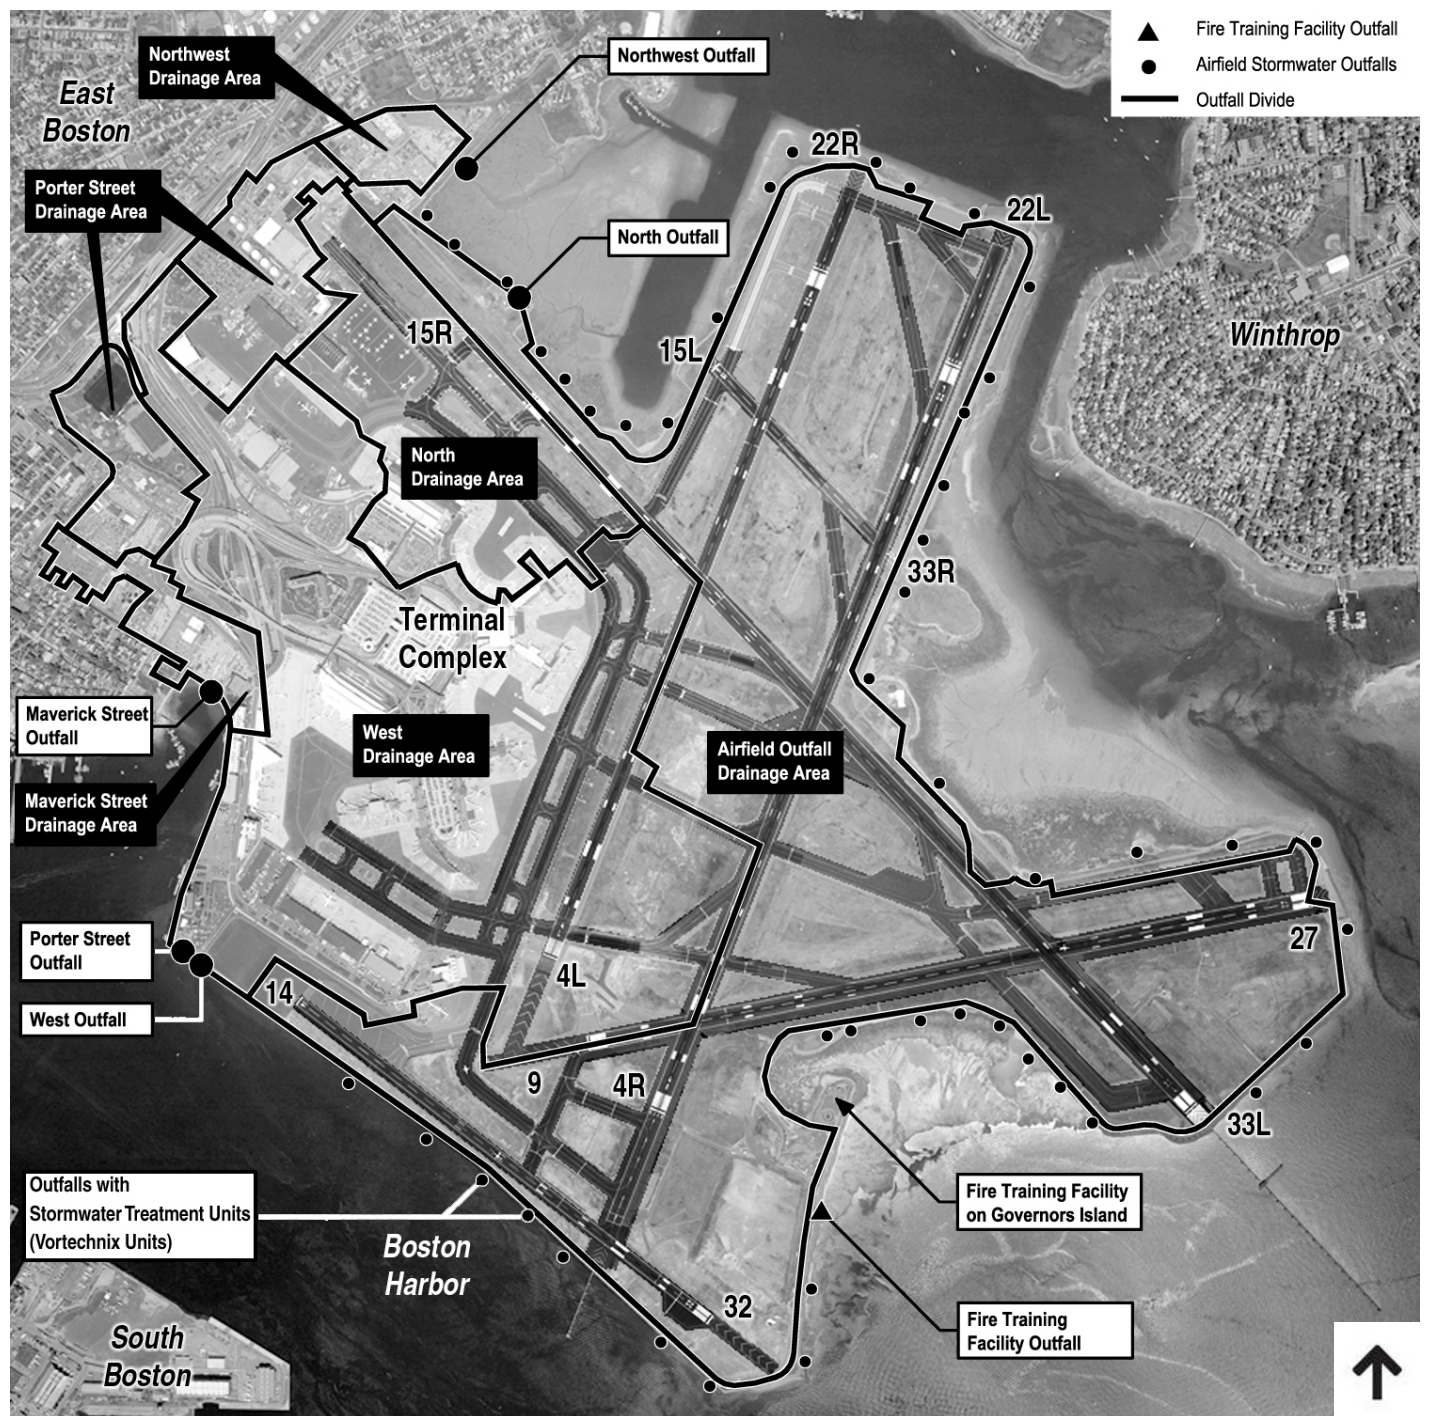 Fire Training Facility Outfall
Airfield Stormwater Outfalls
Outfall Divide
Northwest
Drainage Area
Northwest Outfall
East
Boston
22R
Porter Street
Drainage Area
22L
North Outfall
15R
15L
Winthrop
North
Drainage Area
33R
Terminal
Complex
Maverick Street
Outfall
West
Drainage Area
Airfield Outfall
Drainage Area
Maverick Street
Drainage Area
Porter Street
Outfall
27
4L
14
West Outfall
9
4R
33L
Outfalls with
Stormwater Treatment Units
(Vortechnix Units)
Fire Training Facility
on Governors Island
Boston
Harbor
32
Fire Training
Facility Outfall
South
Boston